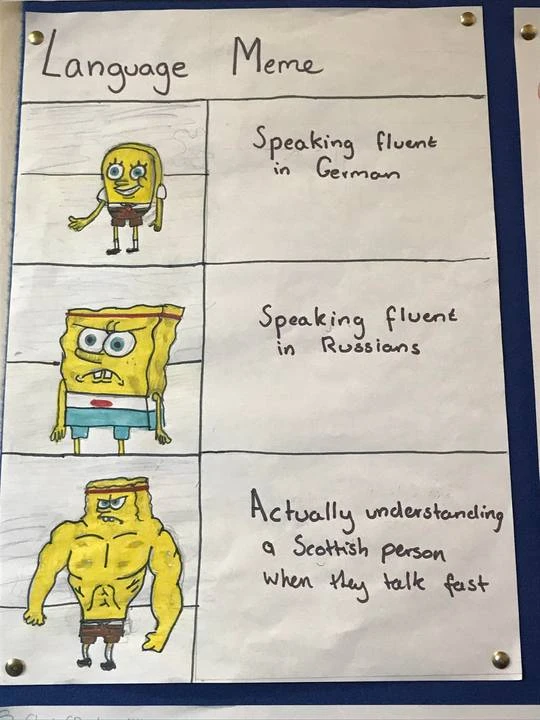 Language Meme
Speaking fluent
in German
Speaking fluent
in Russians
Actually understanding
a Scottish person
when they talk fast